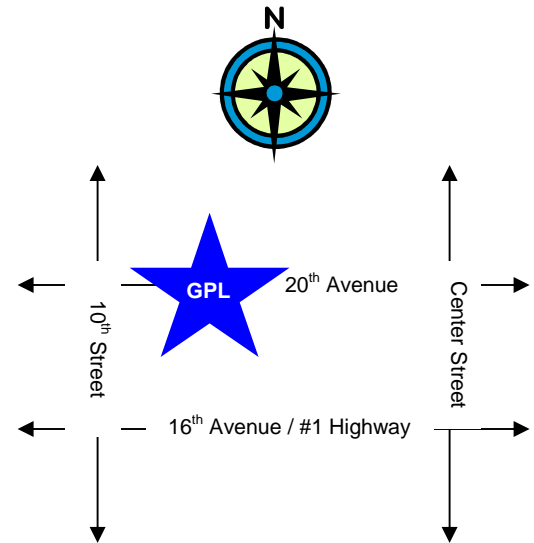 N
GPL
20th Avenue
10th Street
Center Street
16th Avenue / #1 Highway